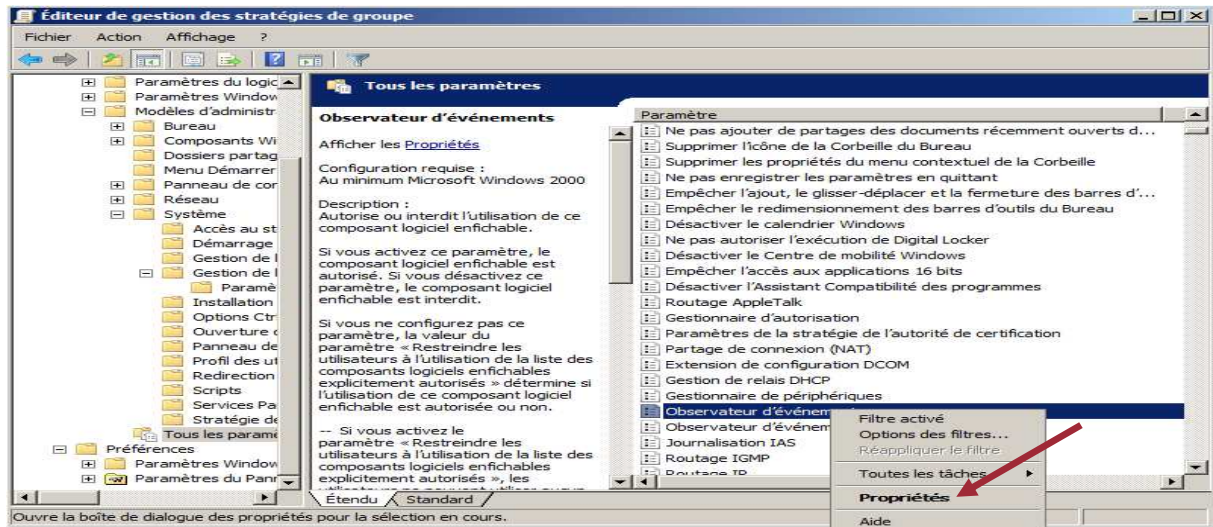 Éditeur de gestion des stratégies de groupe
Fichier Action Affichage ?
Paramètres du logic
Paramètres Window
Modèles d'administr
Bureau
Composants Wi
Dossiers partag
Menu Démarrer
Panneau de cor
Réseau
Système
Accès au st
Démarrage
Gestion de l
Gestion de l
Paramè
Installation
Options Ctr
Ouverture
Panneau de
Profil des ut
Redirection
Scripts
Services Pa
Stratégie de
Tous les paramè
Préférences
Paramètres Window
Paramètres du Panr
Tous les paramètres
Observateur d'événements
Afficher les Propriétés
Configuration requise :
Au minimum Microsoft Windows 2000
Description :
Autorise ou interdit l'utilisation de ce
composant logiciel enfichable.
Si vous activez ce paramètre, le
composant logiciel enfichable est
autorisé. Si vous désactivez ce
paramètre, le composant logiciel
enfichable est interdit.
Si vous ne configurez pas ce
paramètre, la valeur du
paramètre « Restreindre les
utilisateurs à l'utilisation de la liste des
composants logiciels enfichables
explicitement autorisés » détermine si
l'utilisation de ce composant logiciel
enfichable est autorisée ou non.
-- Si vous activez le
paramètre « Restreindre les
utilisateurs à l'utilisation de la liste des
composants logiciels enfichables
explicitement autorisés », les
Paramètre
Ne pas ajouter de partages des documents récemment ouverts d...
Supprimer l'icône de la Corbeille du Bureau
Supprimer les propriétés du menu contextuel de la Corbeille
Ne pas enregistrer les paramètres en quittant
Empêcher l'ajout, le glisser-déplacer et la fermeture des barres d'...
Empêcher le redimensionnement des barres d'outils du Bureau
Désactiver le calendrier Windows
Ne pas autoriser l'exécution de Digital Locker
Désactiver le Centre de mobilité Windows
Empêcher l'accès aux applications 16 bits
Désactiver l'Assistant Compatibilité des programmes
Routage AppleTalk
Gestionnaire d'autorisation
Paramètres de la stratégie de l'autorité de certification
Partage de connexion (NAT)
Extension de configuration DCOM
Gestion de relais DHCP
Gestionnaire de périphériques
Observateur d'événem
Observateur d'événem
Journalisation IAS
Routage IGMP
Routage IP
Filtre activé
Options des filtres...
Réappliquer le filtre
Toutes les tâches
Propriétés
Aide
Étendu Standard
Ouvre la boîte de dialogue des propriétés pour la sélection en cours.